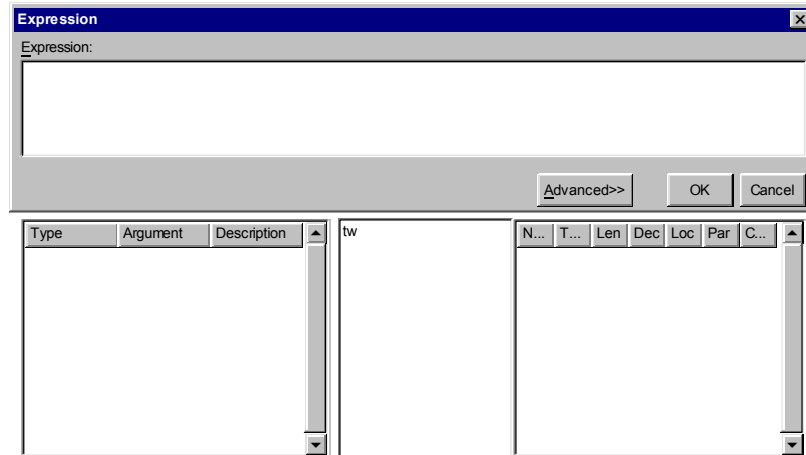 Expression
Expression:
Advanced>> OK Cancel
Type Argument Description
tw
N... T... Len Dec Loc Par C...